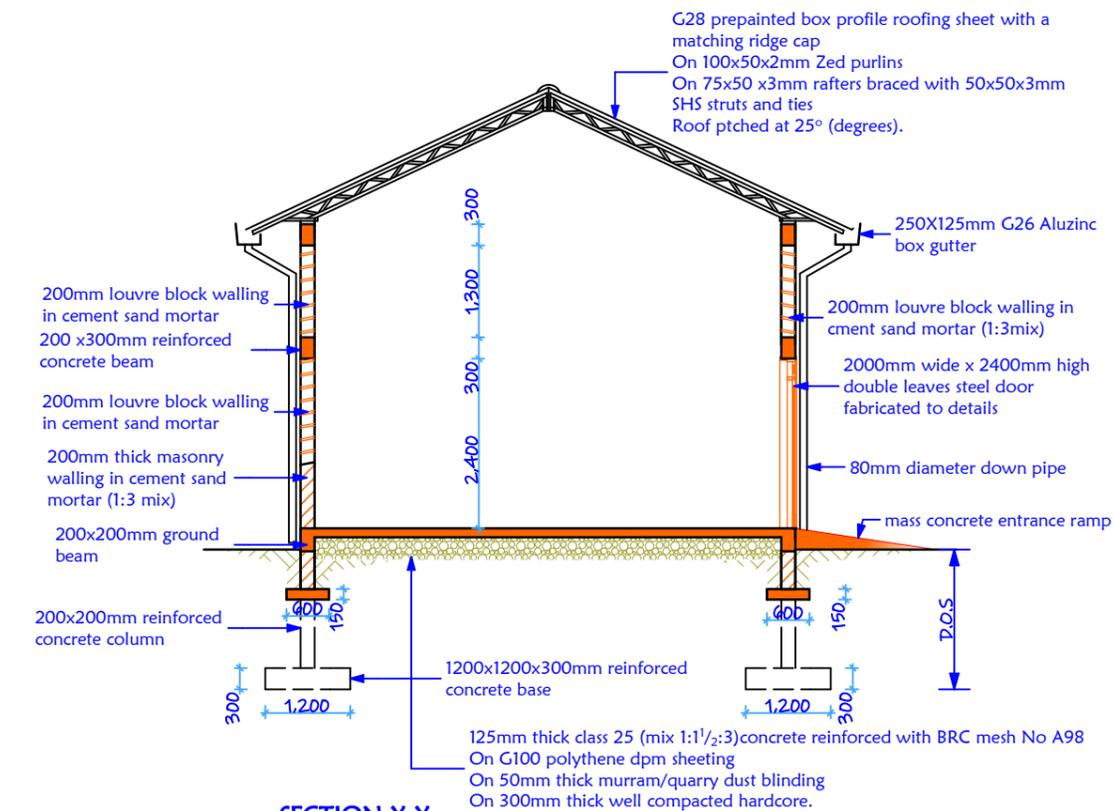 G28 prepainted box profile roofing sheet with a
matching ridge cap
On 100x50x2mm Zed purlins
On 75x50 x3mm rafters braced with 50x50x3mm
SHS struts and ties
Roof ptched at 25° (degrees).
300
250X125mm G26 Aluzinc
box gutter
200mm louvre block walling
in cement sand mortar
1,300
200mm louvre block walling in
cment sand mortar (1:3mix)
200 x300mm reinforced
concrete beam
300
2000mm wide x 2400mm high
double leaves steel door
fabricated to details
200mm louvre block walling
in cement sand mortar
2,400
200mm thick masonry
walling in cement sand
mortar (1:3 mix)
80mm diameter down pipe
200x200mm ground
beam
mass concrete entrance ramp
600
150
600
150
D.O.S
200x200mm reinforced
concrete column
1200x1200x300mm reinforced
concrete base
300
1,200
1,200
300
125mm thick class 25 (mix 1:1¹/₂:3)concrete reinforced with BRC mesh No A98
On G100 polythene dpm sheeting
On 50mm thick murram/quarry dust blinding
On 300mm thick well compacted hardcore.